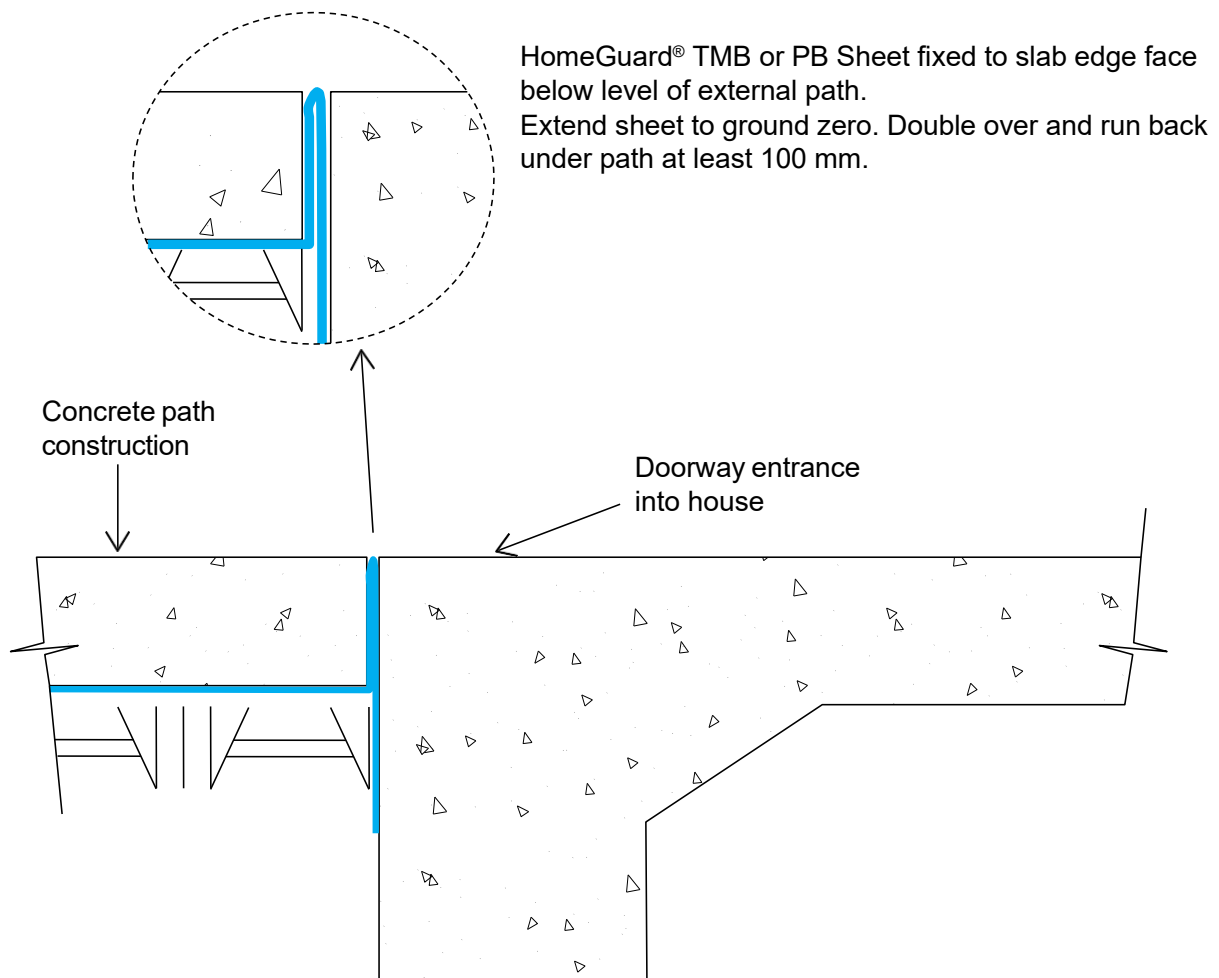 HomeGuard® TMB or PB Sheet fixed to slab edge face
below level of external path.
Extend sheet to ground zero. Double over and run back
under path at least 100 mm.
Concrete path
construction
Doorway entrance
into house